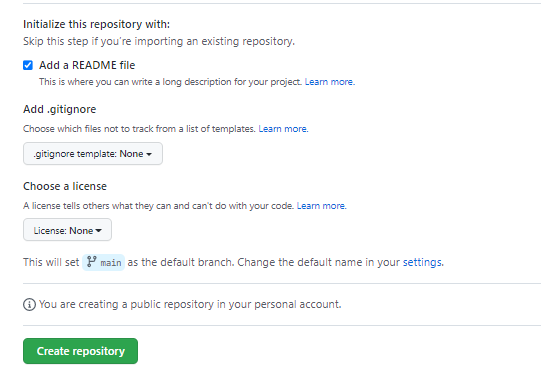 Initialize this repository with:
Skip this step if you're importing an existing repository.
Add a README file
This is where you can write a long description for your project. Learn more.
Add .gitignore
Choose which files not to track from a list of templates. Learn more.
.gitignore template: None
Choose a license
A license tells others what they can and can't do with your code. Learn more.
License: None
This will set main as the default branch. Change the default name in your settings.
You are creating a public repository in your personal account.
Create repository